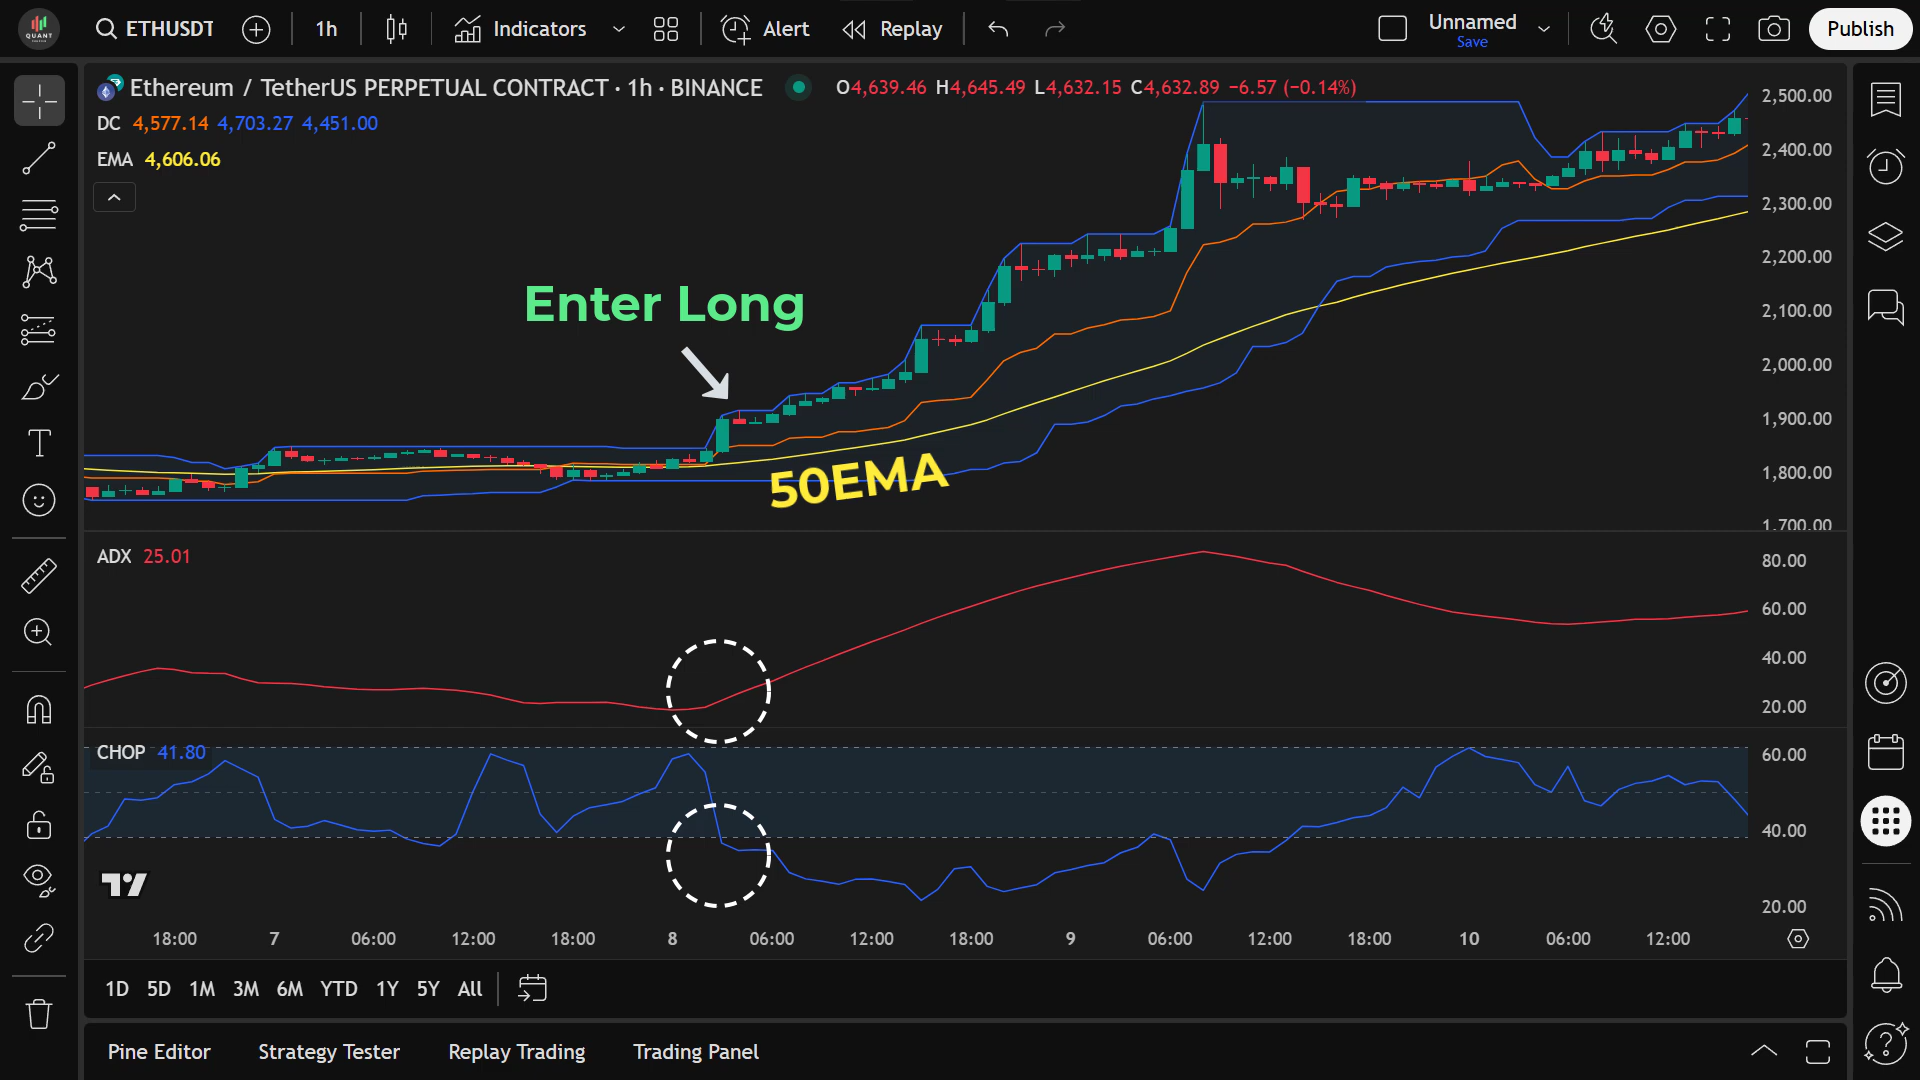 QUANT
ETHUSDT
1h
Indicators
Alert
Replay
Unnamed
Save
Publish
Ethereum / TetherUS PERPETUAL CONTRACT · 1h · BINANCE
O4,639.46 H4,645.49 L4,632.15 C4,632.89 −6.57 (−0.14%)
DC 4,577.14 4,703.27 4,451.00
EMA 4,606.06
2,500.00
2,400.00
2,300.00
2,200.00
2,100.00
2,000.00
1,900.00
1,800.00
1,700.00
Enter Long
50EMA
ADX 25.01
80.00
60.00
40.00
20.00
CHOP 41.80
60.00
40.00
20.00
18:00 7 06:00 12:00 18:00 8 06:00 12:00 18:00 9 06:00 12:00 18:00 10 06:00 12:00
1D 5D 1M 3M 6M YTD 1Y 5Y All
Pine Editor Strategy Tester Replay Trading Trading Panel